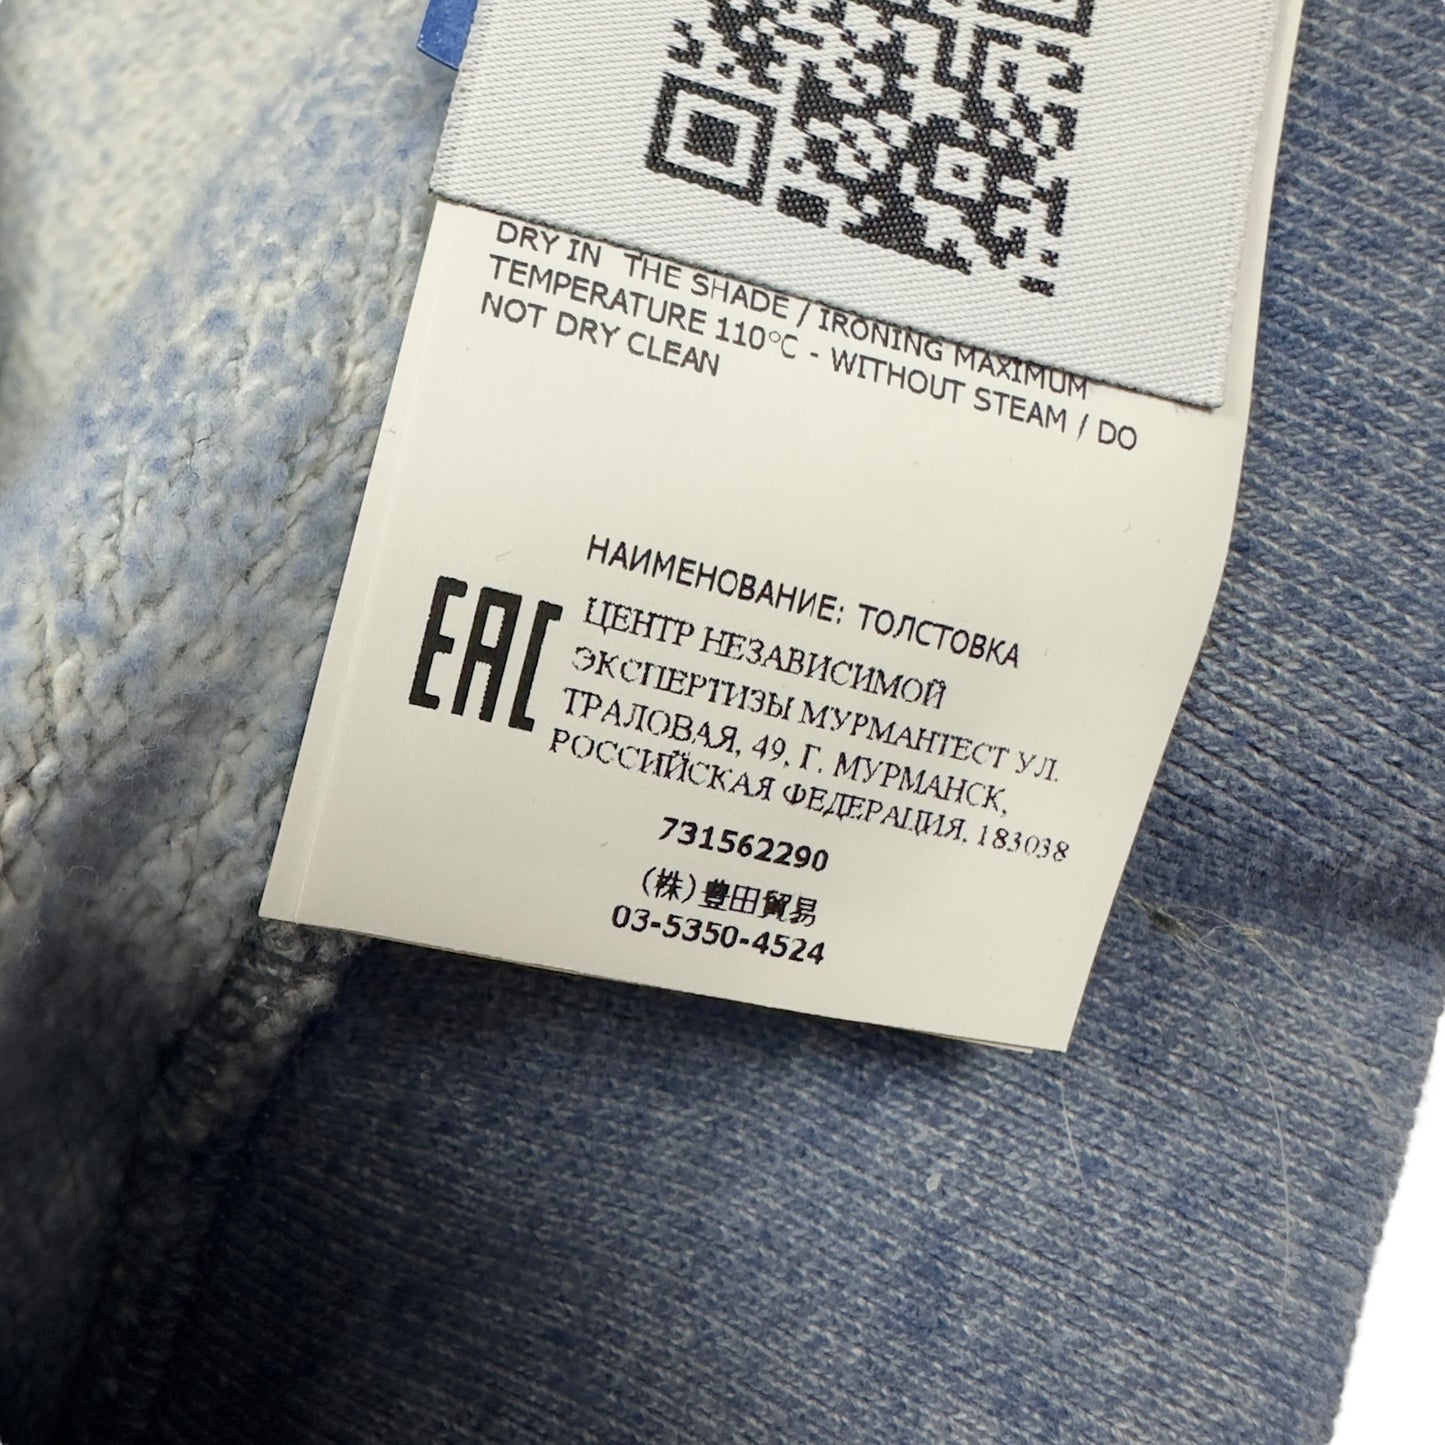 DRY IN THE SHADE / IRONING MAXIMUM
TEMPERATURE 110°C - WITHOUT STEAM / DO
NOT DRY CLEAN
EAC
НАИМЕНОВАНИЕ: ТОЛСТОВКА
ЦЕНТР НЕЗАВИСИМОЙ
ЭКСПЕРТИЗЫ МУРМАНТЕСТ УЛ.
ТРАЛОВАЯ, 49, Г. МУРМАНСК,
РОССИЙСКАЯ ФЕДЕРАЦИЯ, 183038
731562290
(株)豊田貿易
03-5350-4524